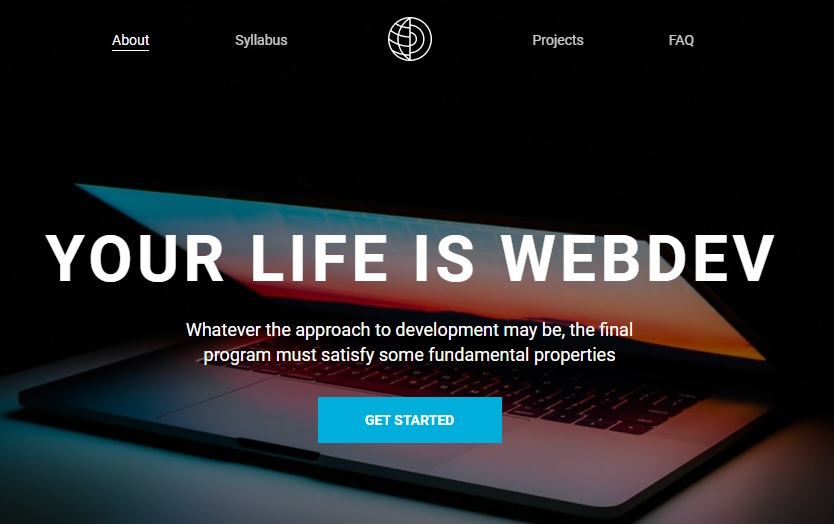 About
Syllabus
Projects
FAQ
YOUR LIFE IS WEBDEV
Whatever the approach to development may be, the final
program must satisfy some fundamental properties
GET STARTED